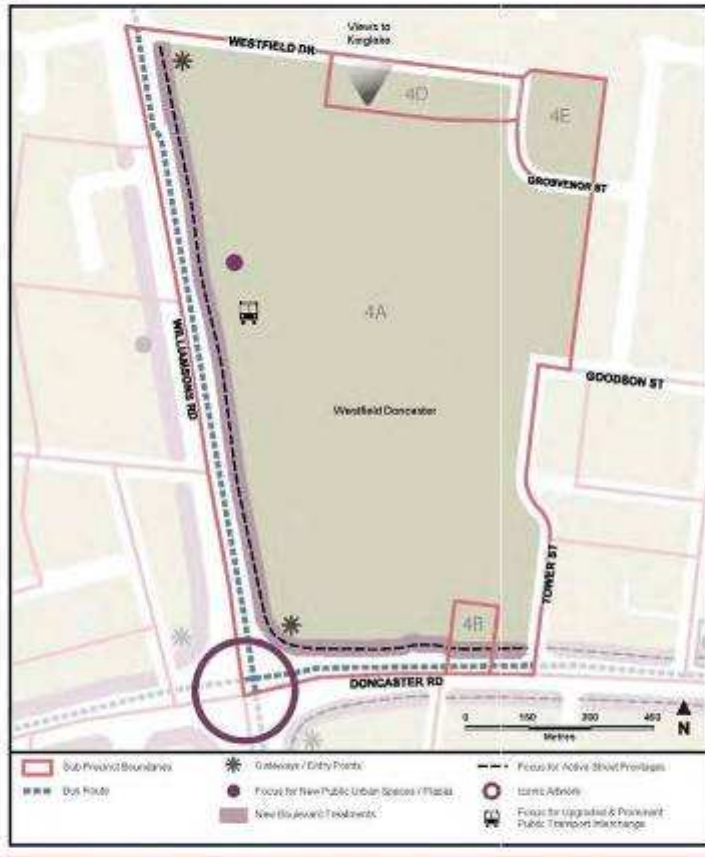 Views to
Kinglake
WESTFIELD DR
4D
4E
GROSVENOR ST
4A
WILLIAMSONS RD
GOODSON ST
Westfield Doncaster
TOWER ST
4B
DONCASTER RD
0 150 300 450
Metres
N
Sub Precinct Boundaries
Bus Route
Gateways / Entry Points
Focus for New Public Urban Spaces / Plazas
New Boulevard Treatments
Focus for Active Street Frontages
Iconic Artwork
Focus for Upgraded & Prominent
Public Transport Interchange